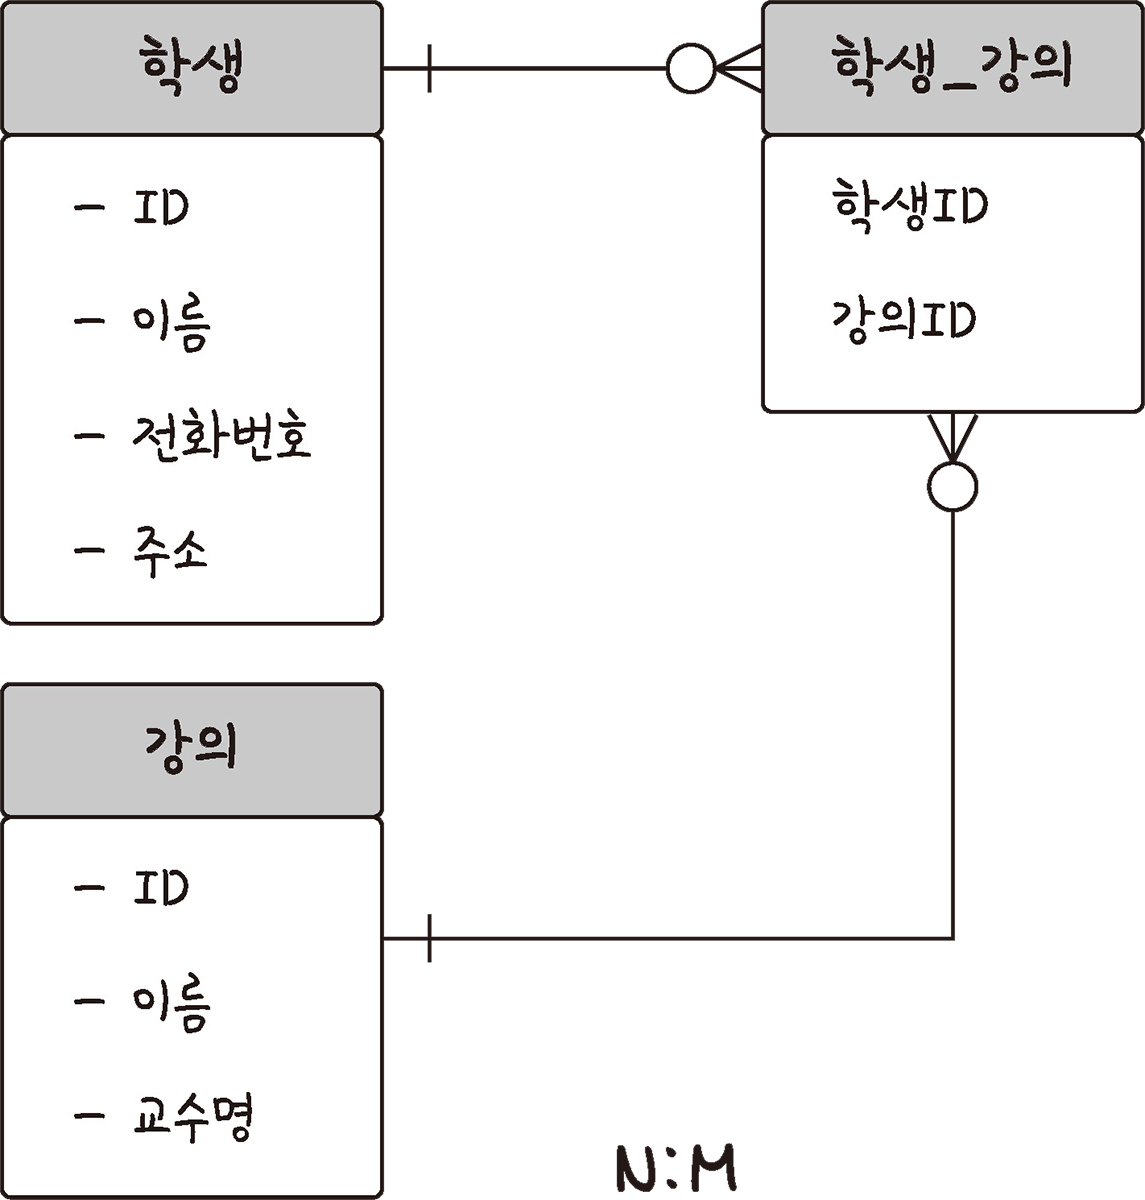 학생
- ID
- 이름
- 전화번호
- 주소
학생_강의
학생ID
강의ID
강의
- ID
- 이름
- 교수명
N:M